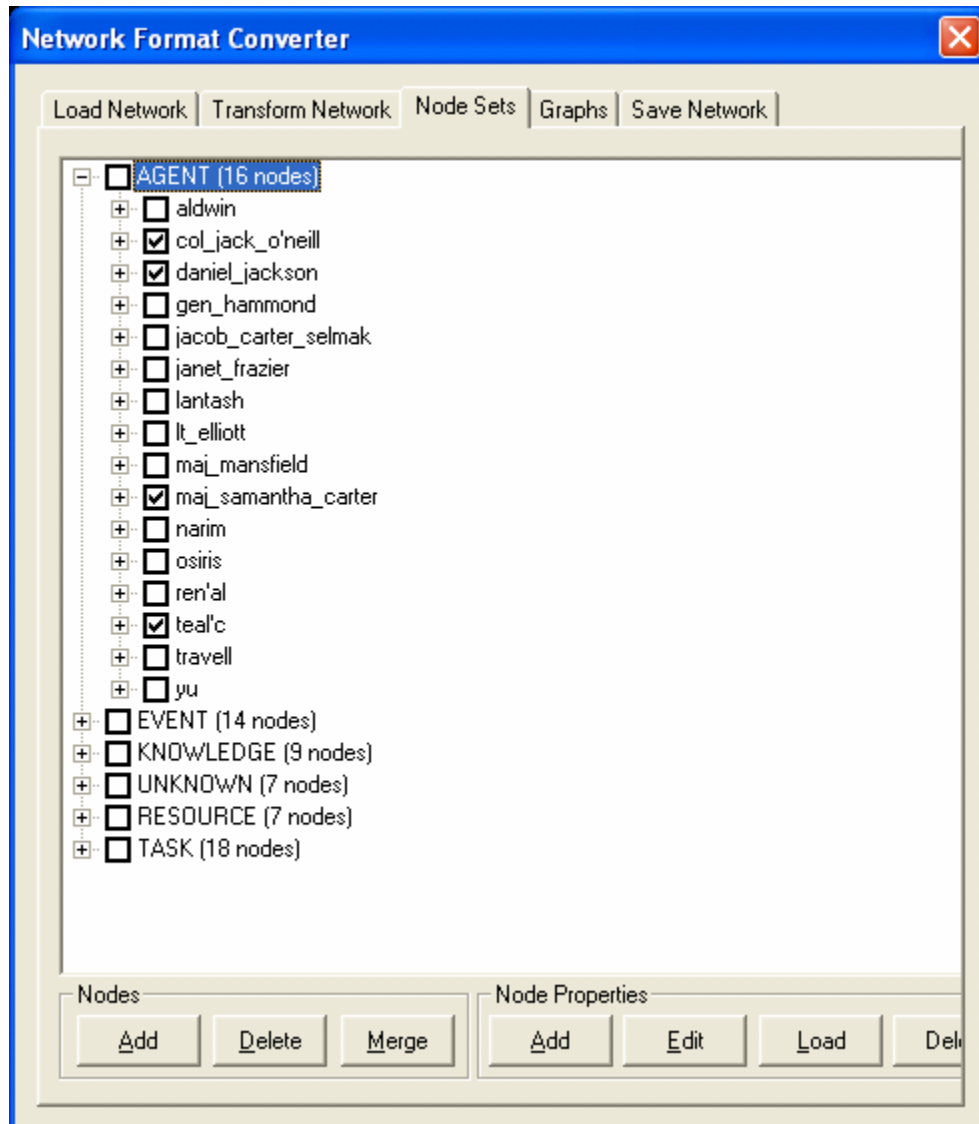 Network Format Converter
Load Network Transform Network Node Sets Graphs Save Network
AGENT (16 nodes)
aldwin
col_jack_o'neill
daniel_jackson
gen_hammond
jacob_carter_selmak
janet_frazier
lantash
lt_elliott
maj_mansfield
maj_samantha_carter
narim
osiris
ren'al
teal'c
travell
yu
EVENT (14 nodes)
KNOWLEDGE (9 nodes)
UNKNOWN (7 nodes)
RESOURCE (7 nodes)
TASK (18 nodes)
Nodes Node Properties
Add Delete Merge Add Edit Load